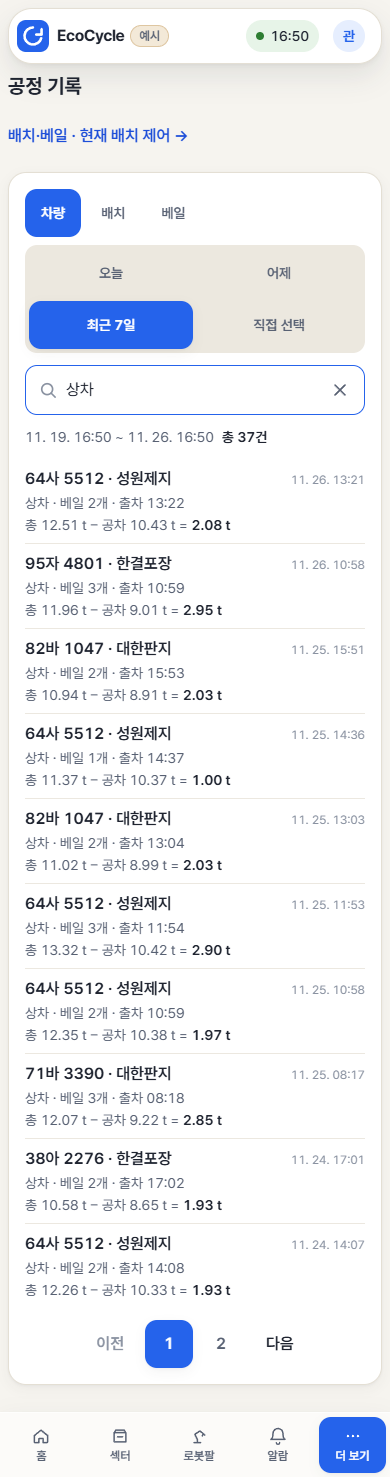 EcoCycle 예시 16:50 관
공정 기록
배치·베일 · 현재 배치 제어 →
차량 배치 베일
오늘 어제
최근 7일 직접 선택
상차
11. 19. 16:50 ~ 11. 26. 16:50 총 37건
64사 5512 · 성원제지 11. 26. 13:21
상차 · 베일 2개 · 출차 13:22
총 12.51 t − 공차 10.43 t = 2.08 t
95자 4801 · 한결포장 11. 26. 10:58
상차 · 베일 3개 · 출차 10:59
총 11.96 t − 공차 9.01 t = 2.95 t
82바 1047 · 대한판지 11. 25. 15:51
상차 · 베일 2개 · 출차 15:53
총 10.94 t − 공차 8.91 t = 2.03 t
64사 5512 · 성원제지 11. 25. 14:36
상차 · 베일 1개 · 출차 14:37
총 11.37 t − 공차 10.37 t = 1.00 t
82바 1047 · 대한판지 11. 25. 13:03
상차 · 베일 2개 · 출차 13:04
총 11.02 t − 공차 8.99 t = 2.03 t
64사 5512 · 성원제지 11. 25. 11:53
상차 · 베일 3개 · 출차 11:54
총 13.32 t − 공차 10.42 t = 2.90 t
64사 5512 · 성원제지 11. 25. 10:58
상차 · 베일 2개 · 출차 10:59
총 12.35 t − 공차 10.38 t = 1.97 t
71바 3390 · 대한판지 11. 25. 08:17
상차 · 베일 3개 · 출차 08:18
총 12.07 t − 공차 9.22 t = 2.85 t
38아 2276 · 한결포장 11. 24. 17:01
상차 · 베일 2개 · 출차 17:02
총 10.58 t − 공차 8.65 t = 1.93 t
64사 5512 · 성원제지 11. 24. 14:07
상차 · 베일 2개 · 출차 14:08
총 12.26 t − 공차 10.33 t = 1.93 t
이전 1 2 다음
홈 섹터 로봇팔 알람 더 보기